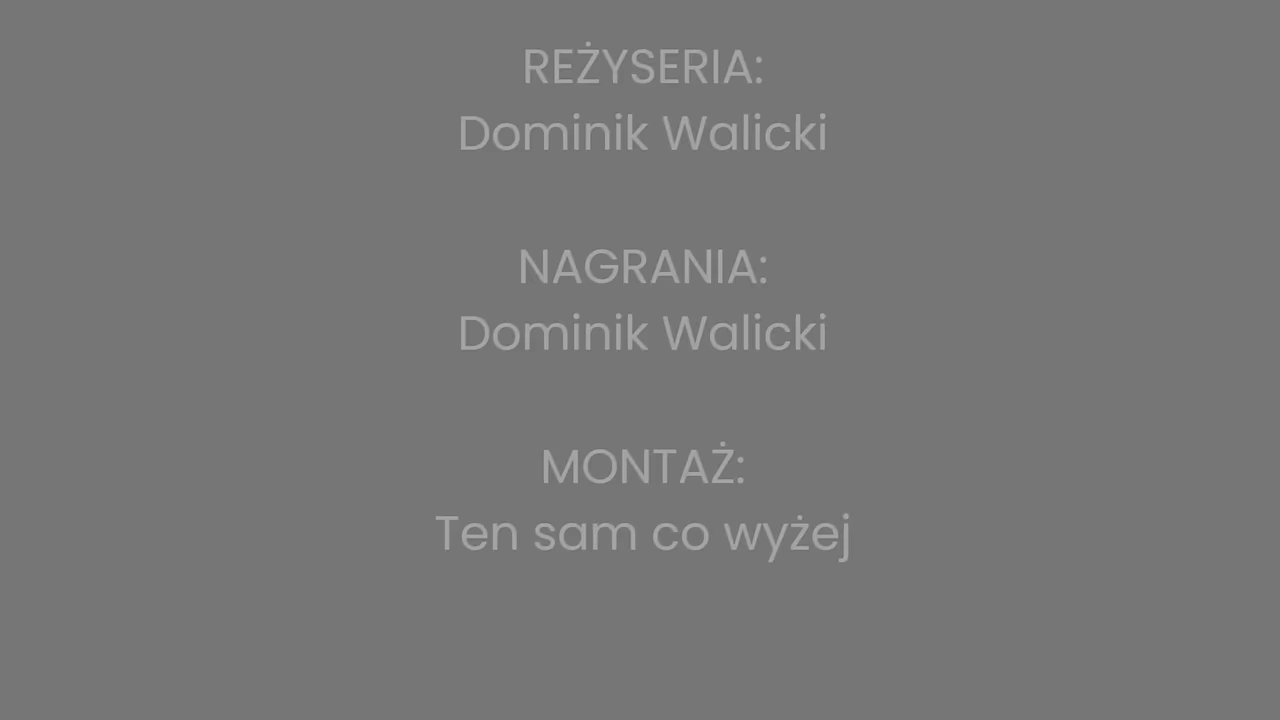 REŻYSERIA:
Dominik Walicki
NAGRANIA:
Dominik Walicki
MONTAŻ:
Ten sam co wyżej